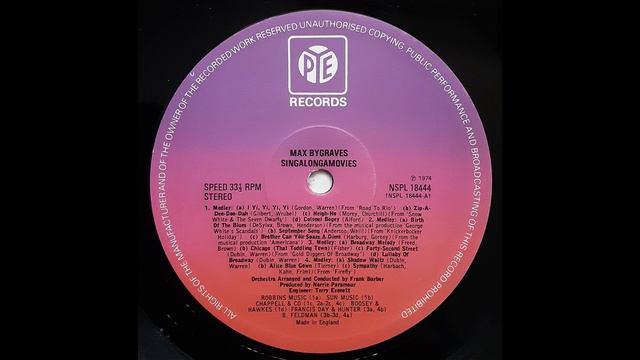 ALL RIGHTS OF THE MANUFACTURER AND OF THE OWNER OF THE RECORDED WORK RESERVED UNAUTHORISED COPYING, PUBLIC PERFORMANCE AND BROADCASTING OF THIS RECORD PROHIBITED
PYE
RECORDS
MAX BYGRAVES
SINGALONGAMOVIES
℗ 1974
SPEED 33⅓ RPM
STEREO
NSPL 18444
(NSPL 18444-A)
1. Medley: (a) I Yi, Yi, Yi, Yi (Gordon, Warren) (From 'Road To Rio') (b) Zip-A-
Dee-Doo-Dah (Gilbert, Wrubel) (c) Heigh-Ho (Morey, Churchill) (From 'Snow
White & The Seven Dwarfs') (d) Colonel Bogey (Alford). 2. Medley: (a) Birth
Of The Blues (DeSylva, Brown, Henderson) (From the musical production 'George
White's Scandals') (b) September Song (Anderson, Weill) (From 'Knickerbocker
Holiday') (c) Brother Can You Spare A Dime (Harburg, Gorney) (From the
musical production 'Americana') 3. Medley: (a) Broadway Melody (Freed,
Brown) (b) Chicago (That Toddling Town) (Fisher) (c) Forty-Second Street
(Dubin, Warren) (From 'Gold Diggers Of Broadway') (d) Lullaby Of
Broadway (Dubin, Warren) 4. Medley: (a) Shadow Waltz (Dubin, Warren)
(b) Alice Blue Gown (Tierney) (c) Sympathy (Harbach,
Kahn, Friml) (From 'Firefly')
Orchestra Arranged and Conducted by Frank Barber
Produced by Norrie Paramour
Engineer: Terry Everett
ROBBINS MUSIC (1a) SUN MUSIC (1b)
CHAPPELL & CO (1c, 2a-2c, 4c) BOOSEY &
HAWKES (1d) FRANCIS DAY & HUNTER (3a, 4b)
B. FELDMAN (3b-3d, 4a)
Made in England